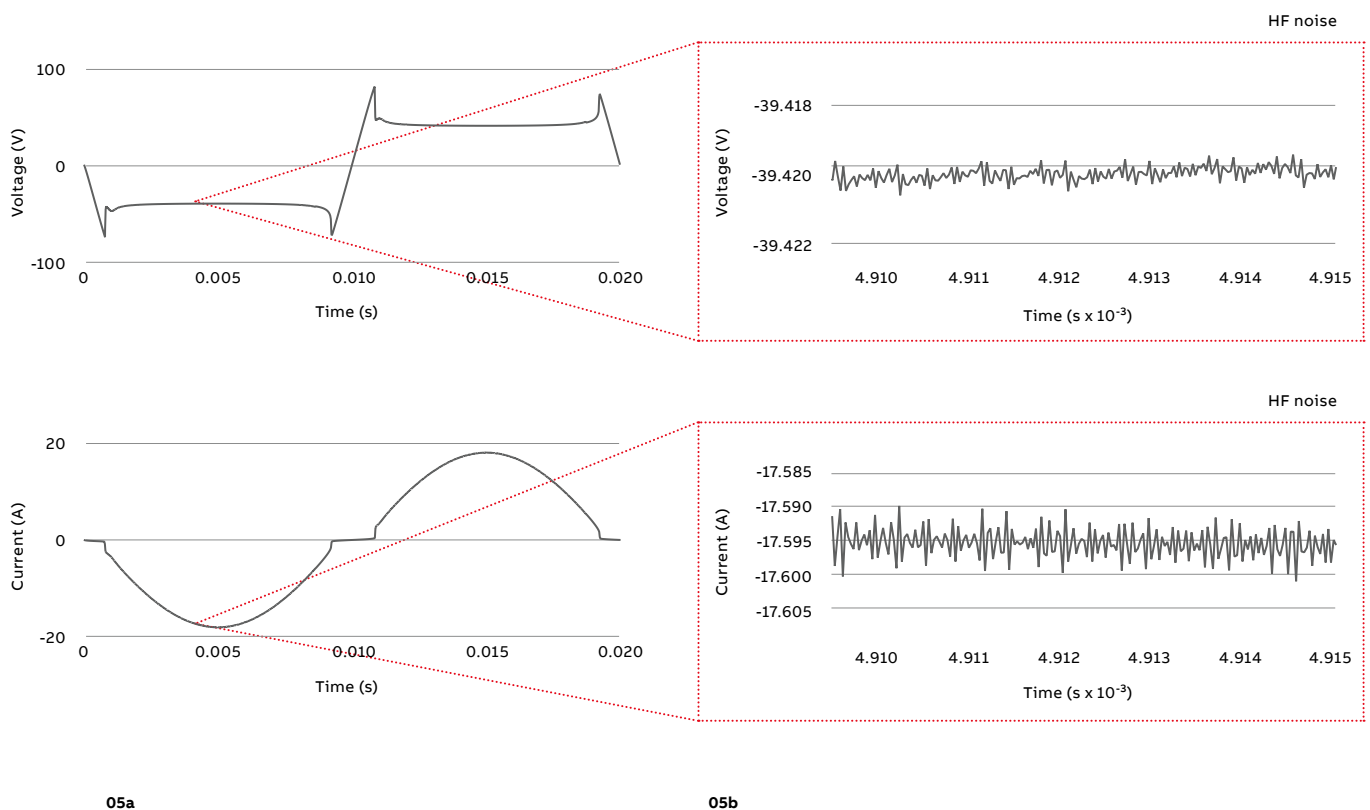 HF noise
100
0
-100
Voltage (V)
0 0.005 0.010 0.015 0.020
Time (s)
-39.418
-39.420
-39.422
Voltage (V)
4.910 4.911 4.912 4.913 4.914 4.915
Time (s x 10⁻³)
HF noise
20
0
-20
Current (A)
0 0.005 0.010 0.015 0.020
Time (s)
-17.585
-17.590
-17.595
-17.600
-17.605
Current (A)
4.910 4.911 4.912 4.913 4.914 4.915
Time (s x 10⁻³)
05a
05b